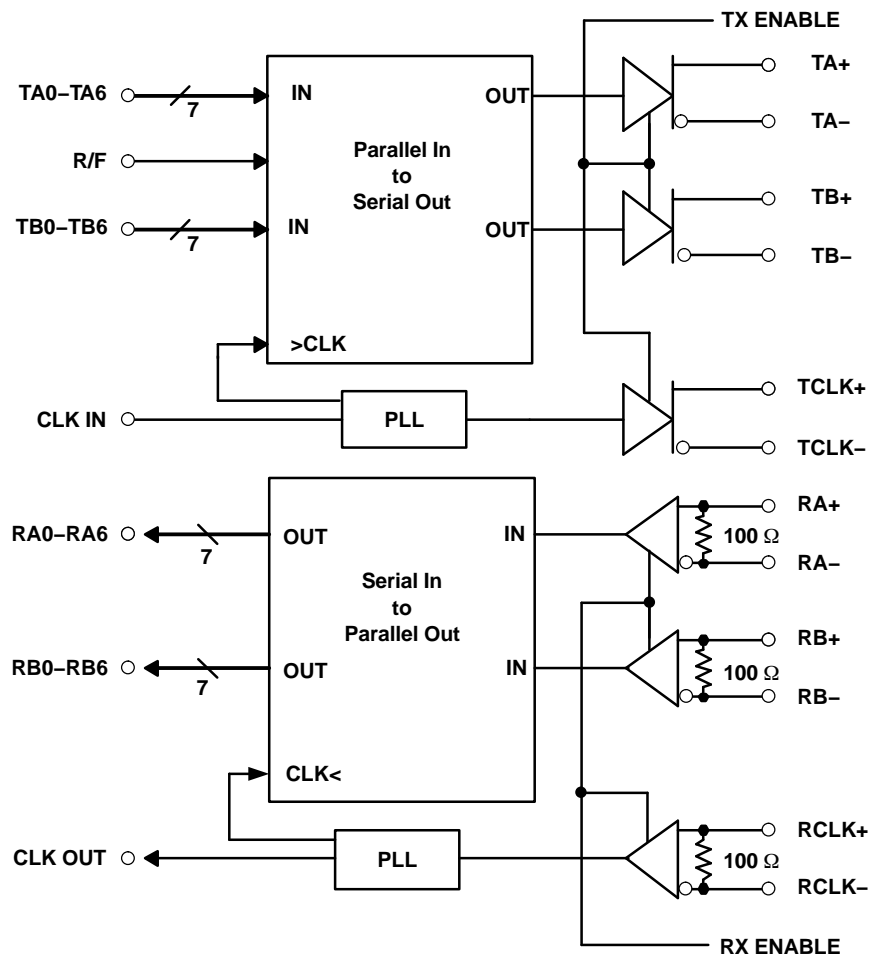 TX ENABLE
TA0–TA6
7
IN
OUT
TA+
TA–
R/F
Parallel In
to
Serial Out
TB0–TB6
7
IN
OUT
TB+
TB–
>CLK
CLK IN
PLL
TCLK+
TCLK–
RA0–RA6
7
OUT
IN
RA+
100 Ω
RA–
Serial In
to
Parallel Out
RB0–RB6
7
OUT
IN
RB+
100 Ω
RB–
CLK<
CLK OUT
PLL
RCLK+
100 Ω
RCLK–
RX ENABLE